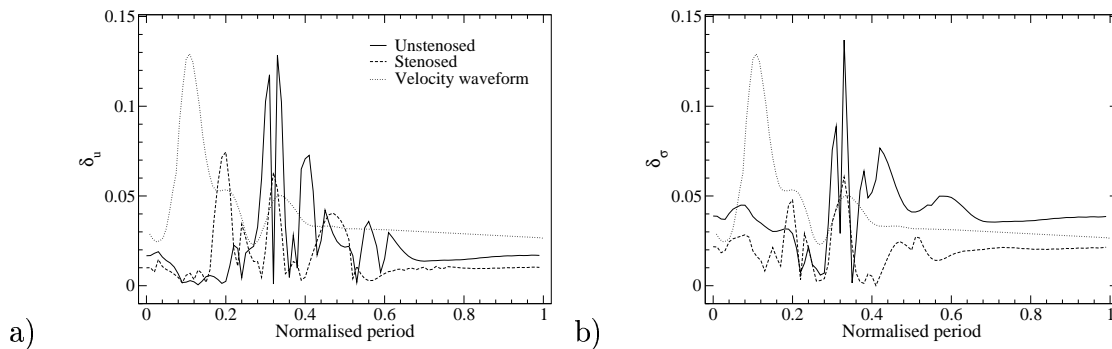 0.15
0.1
0.05
0
δu
Unstenosed
Stenosed
Velocity waveform
0 0.2 0.4 0.6 0.8 1
Normalised period
a)
0.15
0.1
0.05
0
δσ
0 0.2 0.4 0.6 0.8 1
Normalised period
b)